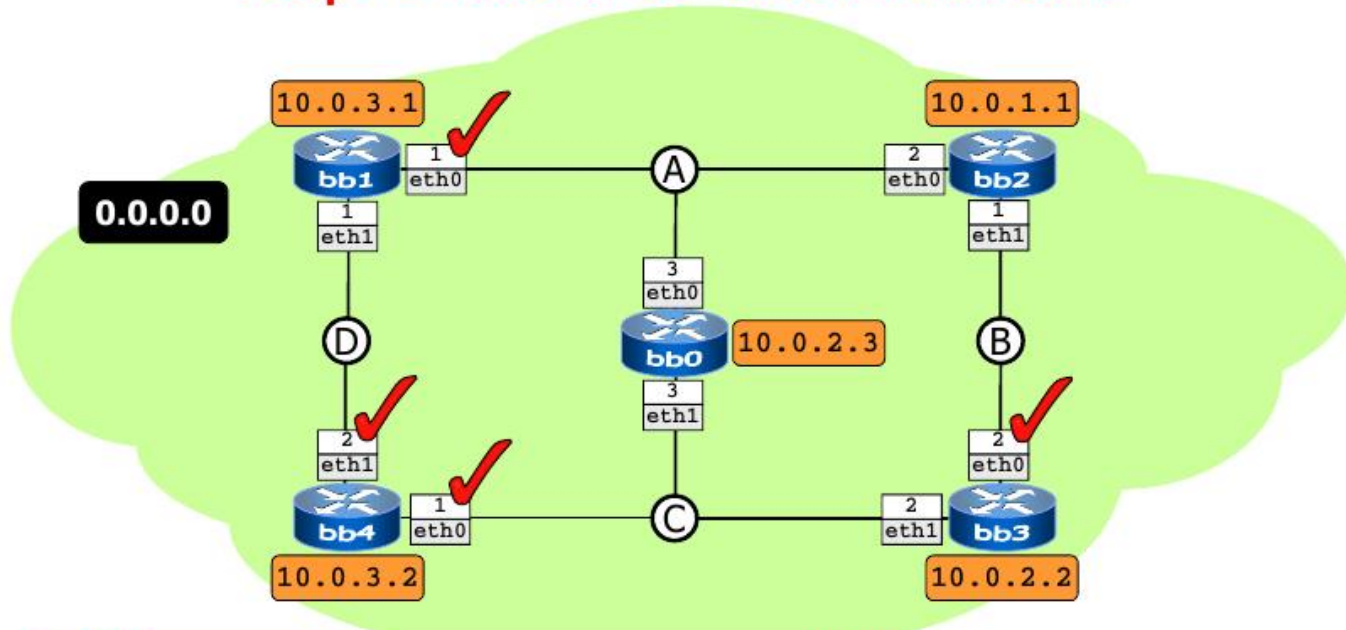 10.0.3.1
10.0.1.1
1
eth0
A
2
eth0
bb1
bb2
0.0.0.0
1
eth1
1
eth1
3
eth0
D
bb0
10.0.2.3
B
3
eth1
2
eth1
2
eth0
1
eth0
C
2
eth1
bb4
bb3
10.0.3.2
10.0.2.2